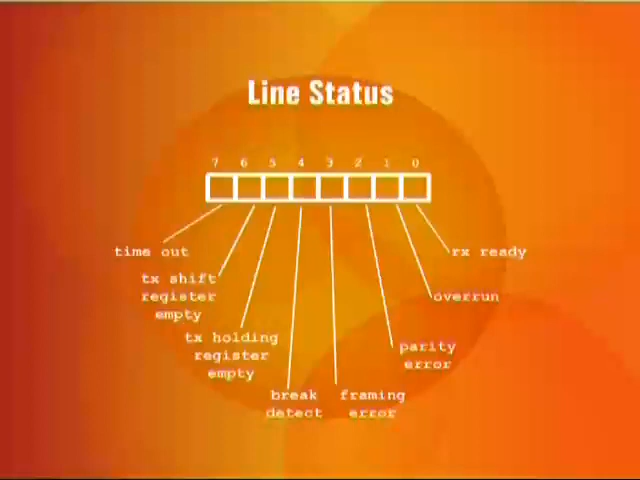 Line Status
7 6 5 4 3 2 1 0
time out
rx ready
tx shift
register
empty
overrun
tx holding
register
empty
parity
error
break
detect
framing
error